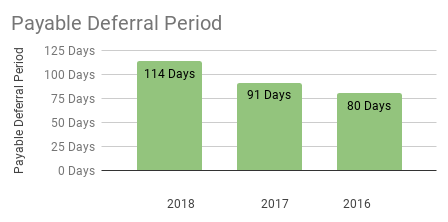 Payable Deferral Period
Payable Deferral Period
125 Days
100 Days
75 Days
50 Days
25 Days
0 Days
114 Days
91 Days
80 Days
2018
2017
2016